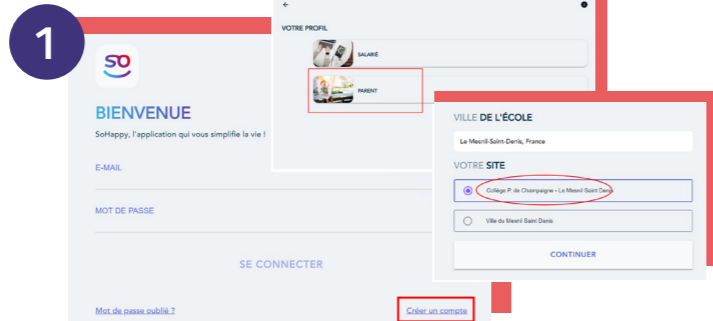 1
so
BIENVENUE
SoHappy, l'application qui vous simplifie la vie !
E-MAIL
MOT DE PASSE
SE CONNECTER
Mot de passe oublié ?
Créer un compte
VOTRE PROFIL
SALARIÉ
PARENT
VILLE DE L'ÉCOLE
Le Mesnil-Saint-Denis, France
VOTRE SITE
Collège P. de Champaigne - Le Mesnil Saint Denis
Ville du Mesnil Saint Denis
CONTINUER